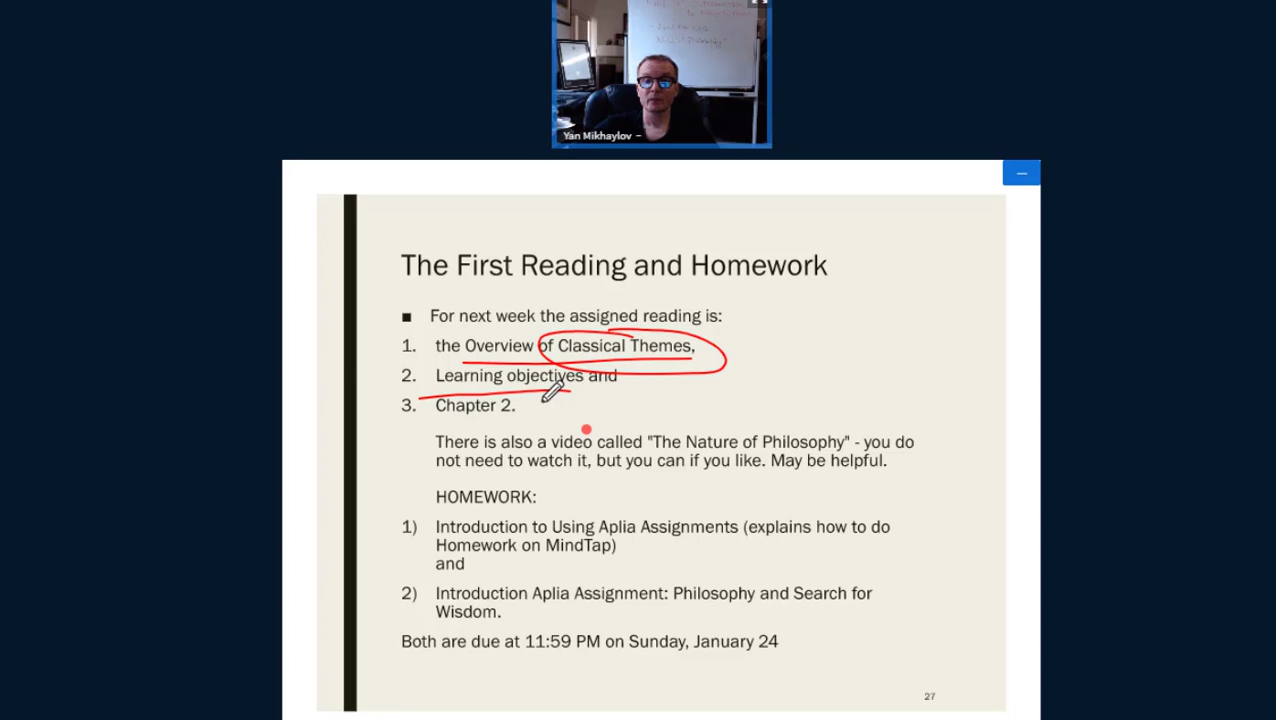 Yan Mikhaylov
The First Reading and Homework
■ For next week the assigned reading is:
1. the Overview of Classical Themes,
2. Learning objectives and
3. Chapter 2.
There is also a video called "The Nature of Philosophy" - you do
not need to watch it, but you can if you like. May be helpful.
HOMEWORK:
1) Introduction to Using Aplia Assignments (explains how to do
Homework on MindTap)
and
2) Introduction Aplia Assignment: Philosophy and Search for
Wisdom.
Both are due at 11:59 PM on Sunday, January 24
27